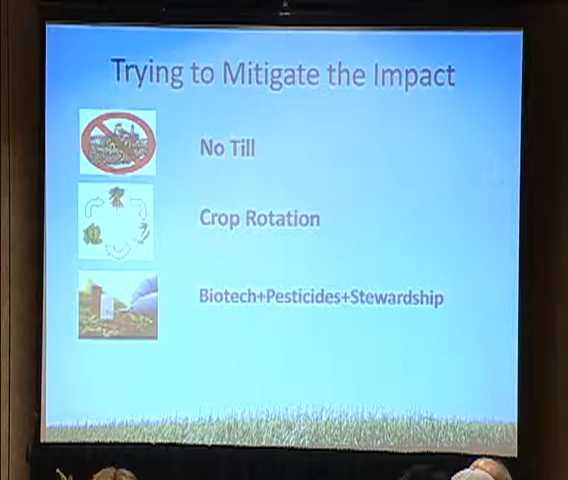 Trying to Mitigate the Impact
No Till
Crop Rotation
Biotech+Pesticides+Stewardship